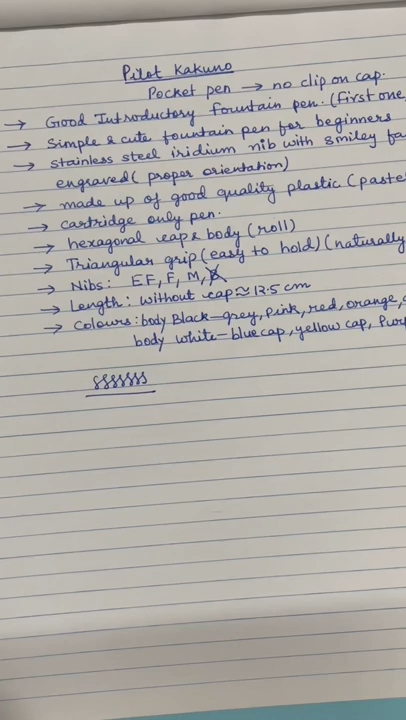 Pilot Kakuno
Pocket pen → no clip on cap.
→ Good Introductory fountain pen. (First one
→ Simple & cute fountain pen for beginners
→ stainless steel iridium nib with smiley fa
engraved (proper orientation)
→ made up of good quality plastic (paste
→ cartridge only pen.
→ hexagonal cap & body (roll)
→ Triangular grip (easy to hold) (naturally
→ Nibs: EF, F, M, B
→ Length: without cap ≈ 12.5 cm
→ Colours: body Black - grey, pink, red, orange,
body white - blue cap, yellow cap, Purp
sssssss